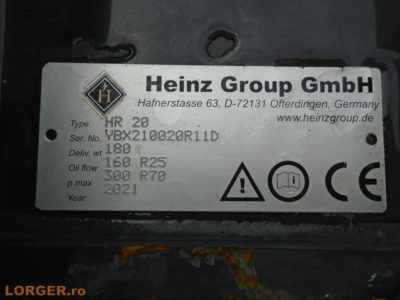 H
Heinz Group GmbH
Hafnerstasse 63, D-72131 Ofterdingen, Germany
www.heinzgroup.de
Type HR 20
Ser. No. YBX210020R11D
Deliv. wt 180
Oil flow 160 R25
p max 300 R70
Year 2021
CE
LORGER.ro